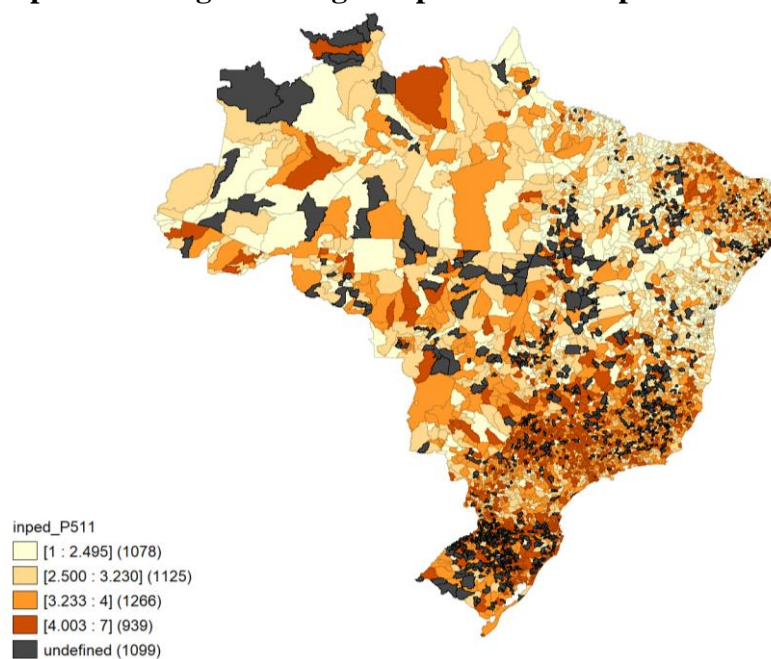 inped_P511
[1 : 2.495] (1078)
[2.500 : 3.230] (1125)
[3.233 : 4] (1266)
[4.003 : 7] (939)
undefined (1099)